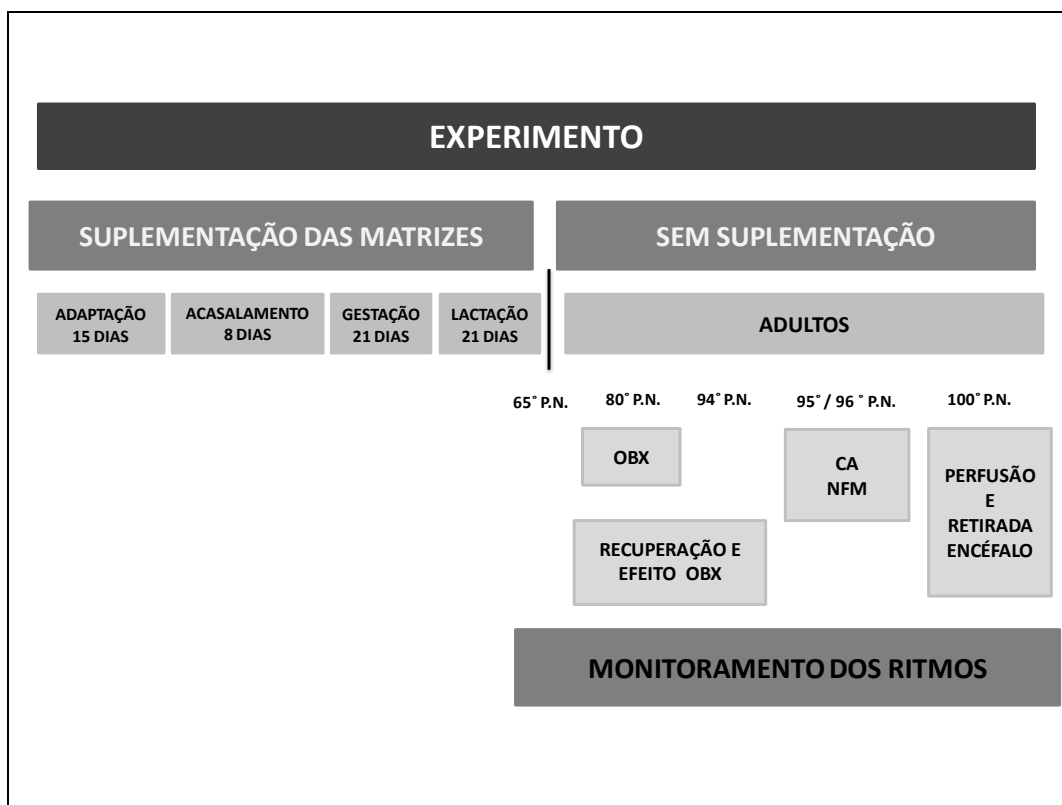 EXPERIMENTO
SUPLEMENTAÇÃO DAS MATRIZES
SEM SUPLEMENTAÇÃO
ADAPTAÇÃO
15 DIAS
ACASALAMENTO
8 DIAS
GESTAÇÃO
21 DIAS
LACTAÇÃO
21 DIAS
ADULTOS
65° P.N.
80° P.N.
94° P.N.
95° / 96 ° P.N.
100° P.N.
OBX
CA
NFM
PERFUSÃO
E
RETIRADA
ENCÉFALO
RECUPERAÇÃO E
EFEITO OBX
MONITORAMENTO DOS RITMOS